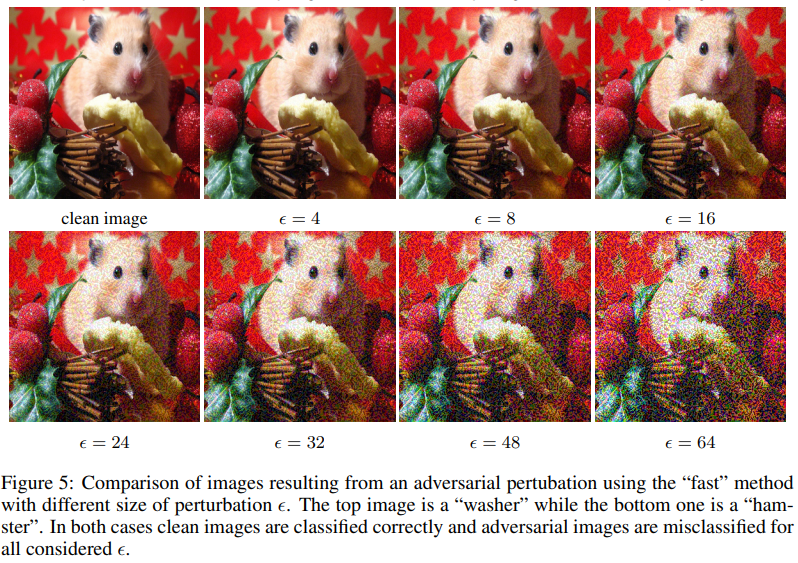 clean image
ϵ = 4
ϵ = 8
ϵ = 16
ϵ = 24
ϵ = 32
ϵ = 48
ϵ = 64
Figure 5: Comparison of images resulting from an adversarial pertubation using the “fast” method
with different size of perturbation ϵ. The top image is a “washer” while the bottom one is a “ham-
ster”. In both cases clean images are classified correctly and adversarial images are misclassified for
all considered ϵ.